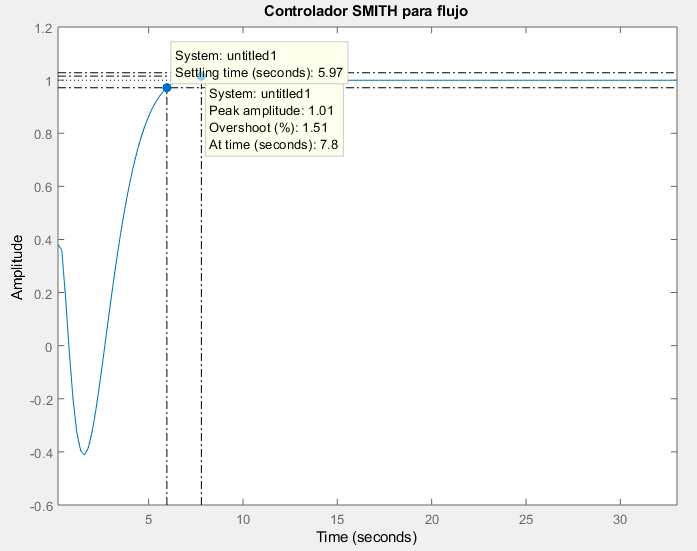 Controlador SMITH para flujo
System: untitled1
Settling time (seconds): 5.97
System: untitled1
Peak amplitude: 1.01
Overshoot (%): 1.51
At time (seconds): 7.8
Amplitude
1.2
1
0.8
0.6
0.4
0.2
0
-0.2
-0.4
-0.6
5
10
15
20
25
30
Time (seconds)